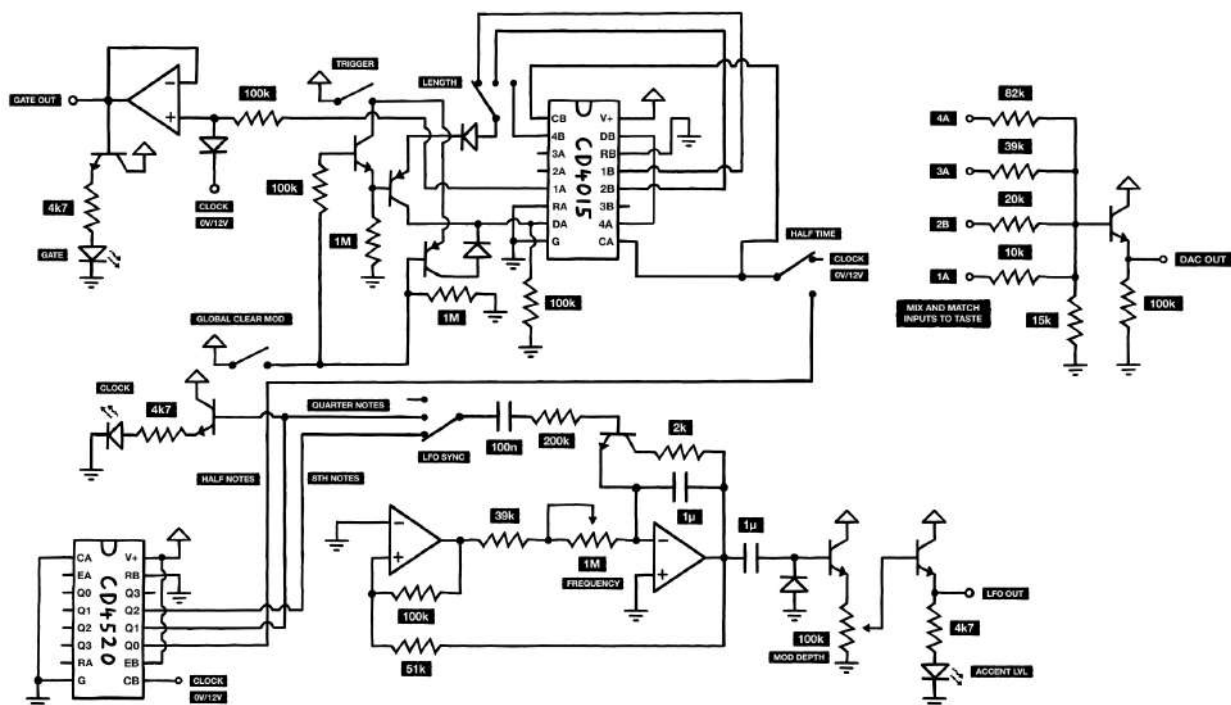 TRIGGER
LENGTH
GATE OUT
-
+
100k
CLOCK
0V/12V
4k7
GATE
100k
1M
CD4015
CB
4B
3A
2A
1A
RA
DA
G
V+
DB
RB
1B
2B
3B
4A
CA
100k
1M
GLOBAL CLEAR MOD
HALF TIME
CLOCK
0V/12V
4A
82k
3A
39k
2B
20k
1A
10k
MIX AND MATCH
INPUTS TO TASTE
15k
100k
DAC OUT
CLOCK
4k7
QUARTER NOTES
LFO SYNC
HALF NOTES
8TH NOTES
100n
200k
2k
1µ
39k
1M
FREQUENCY
-
+
100k
51k
-
+
1µ
100k
MOD DEPTH
LFO OUT
4k7
ACCENT LVL
CD4520
CA
EA
Q0
Q1
Q2
Q3
RA
G
V+
RB
Q3
Q2
Q1
Q0
EB
CB
CLOCK
0V/12V